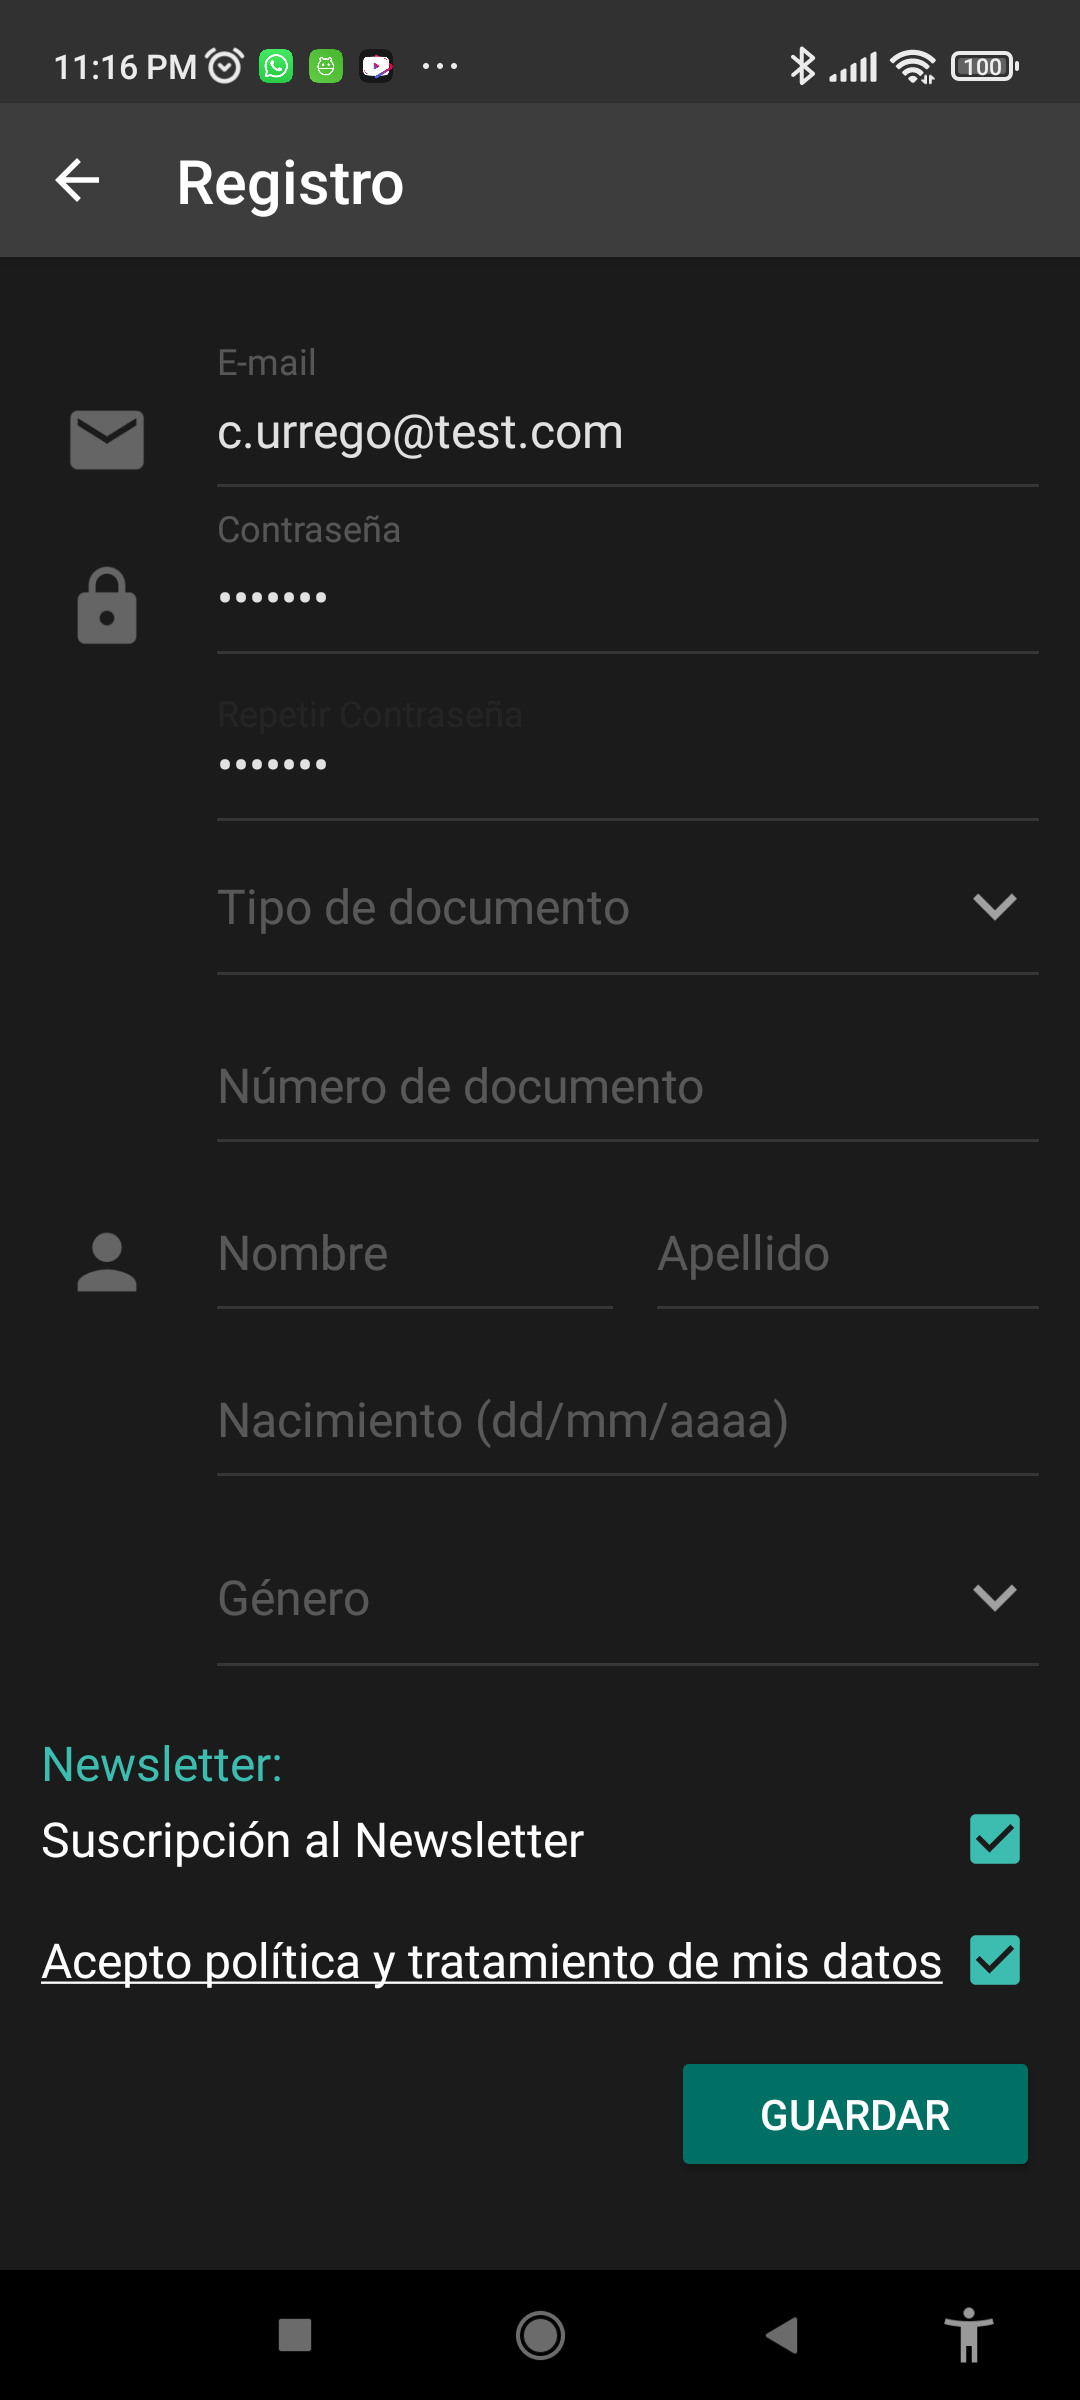 11:16 PM
100
Registro
E-mail
c.urrego@test.com
Contraseña
•••••••
Repetir Contraseña
•••••••
Tipo de documento
Número de documento
Nombre Apellido
Nacimiento (dd/mm/aaaa)
Género
Newsletter:
Suscripción al Newsletter
Acepto política y tratamiento de mis datos
GUARDAR